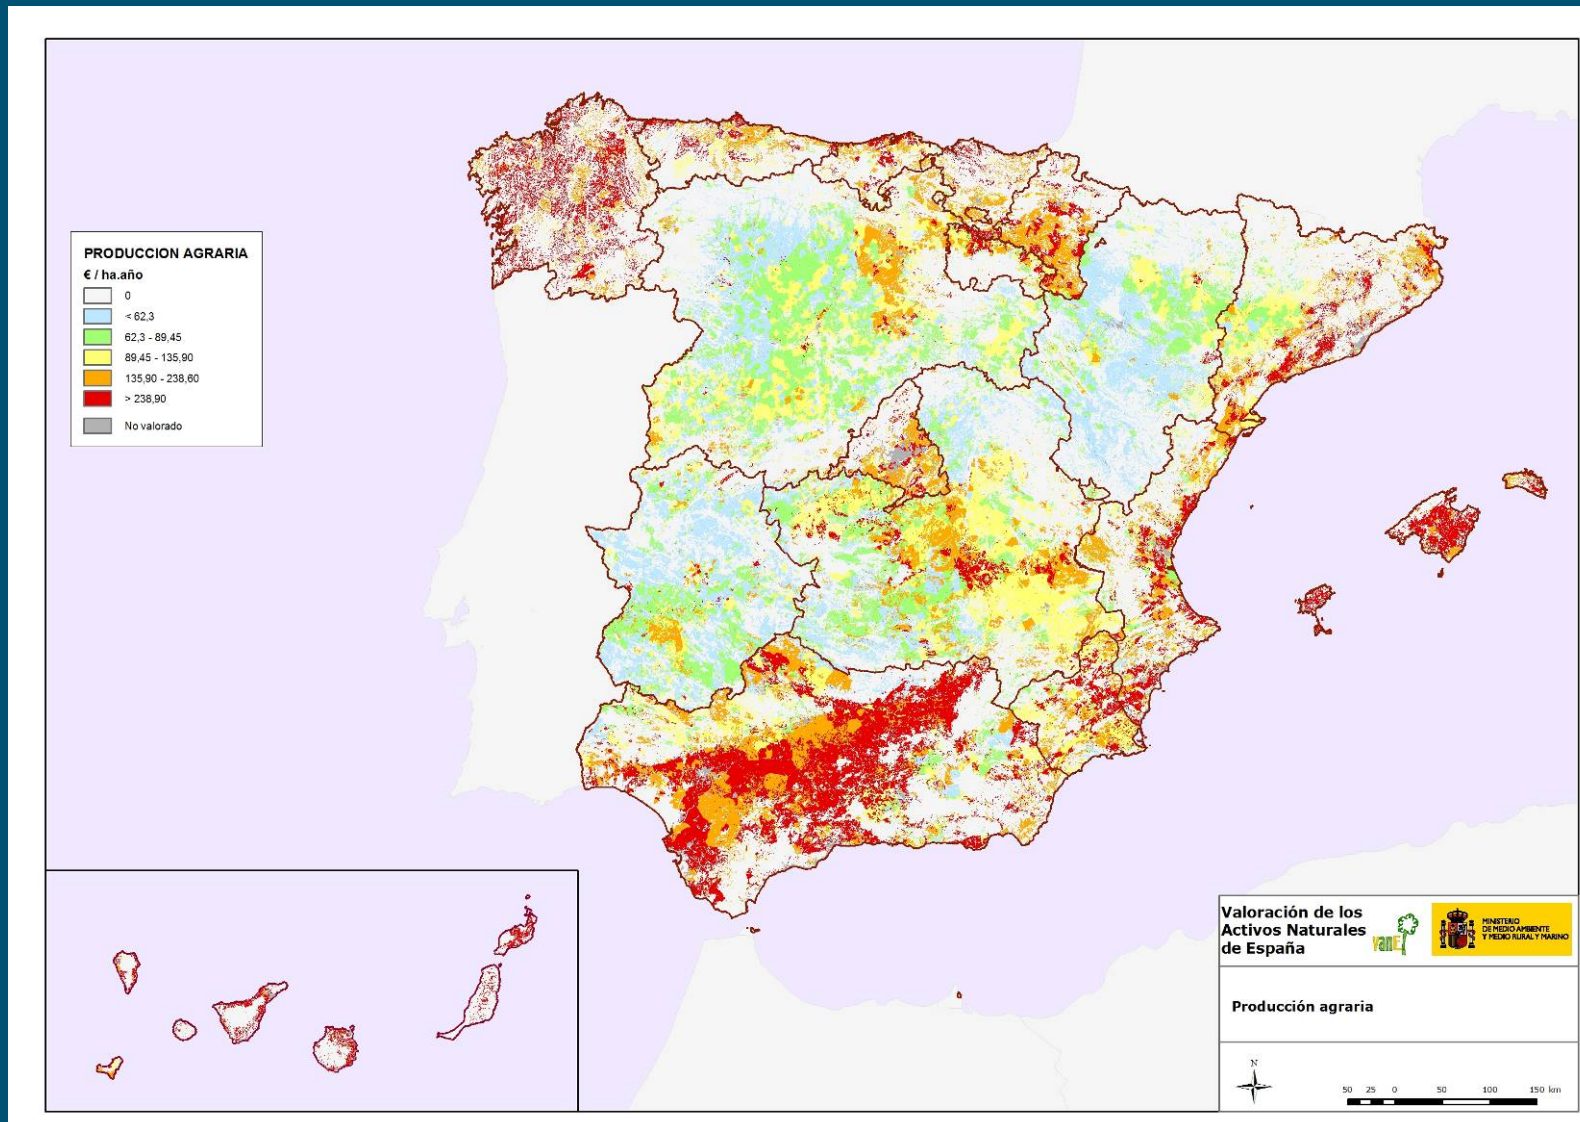 PRODUCCION AGRARIA
€ / ha.año
0
< 62,3
62,3 - 89,45
89,45 - 135,90
135,90 - 238,60
> 238,90
No valorado
Valoración de los
Activos Naturales
de España
vanE
MINISTERIO
DE MEDIO AMBIENTE
Y MEDIO RURAL Y MARINO
Producción agraria
N
50 25 0 50 100 150 km